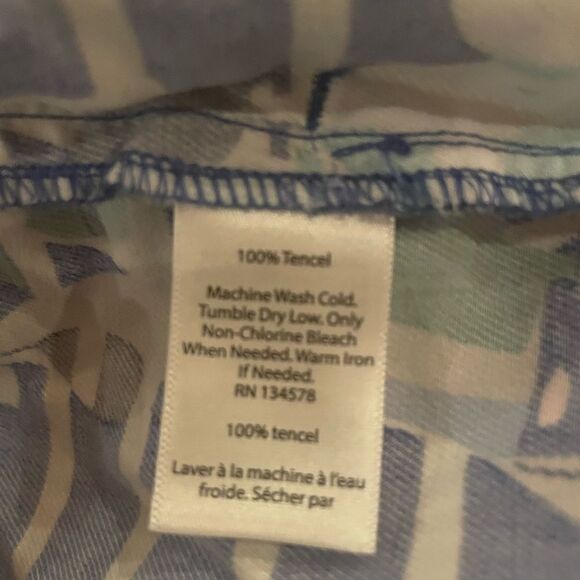 100% Tencel
Machine Wash Cold.
Tumble Dry Low. Only
Non-Chlorine Bleach
When Needed. Warm Iron
If Needed.
RN 134578
100% tencel
Laver à la machine à l'eau
froide. Sécher par